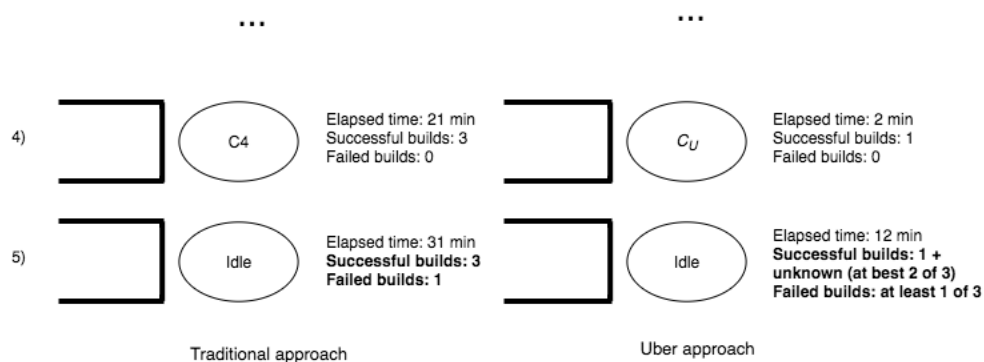 ...
...
4)
C4
Elapsed time: 21 min
Successful builds: 3
Failed builds: 0
C_U
Elapsed time: 2 min
Successful builds: 1
Failed builds: 0
5)
Idle
Elapsed time: 31 min
Successful builds: 3
Failed builds: 1
Idle
Elapsed time: 12 min
Successful builds: 1 +
unknown (at best 2 of 3)
Failed builds: at least 1 of 3
Traditional approach
Uber approach